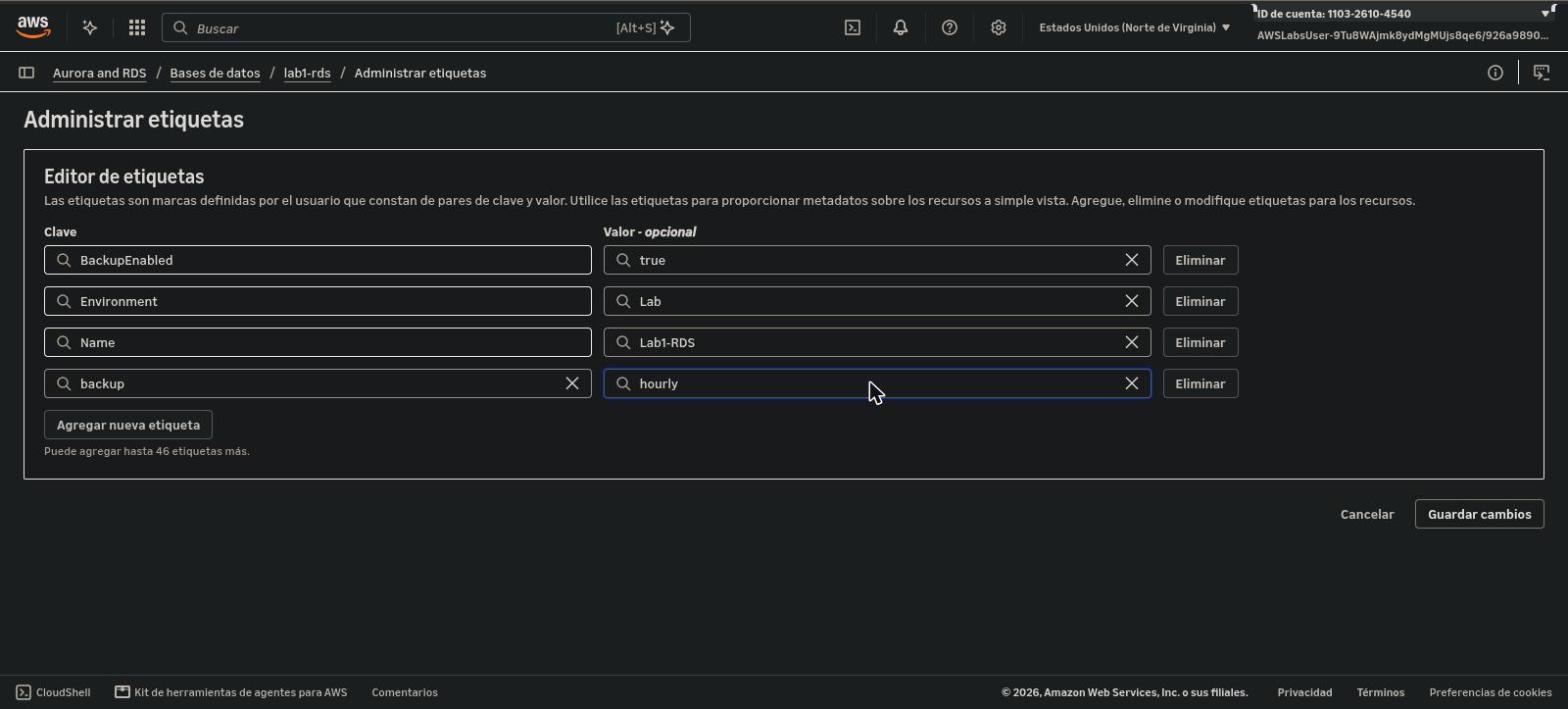 aws
Buscar [Alt+S] Estados Unidos (Norte de Virginia) ID de cuenta: 1103-2610-4540
AWSLabsUser-9Tu8WAjmk8ydMgMUjs8qe6/926a9890...
Aurora and RDS / Bases de datos / lab1-rds / Administrar etiquetas
Administrar etiquetas
Editor de etiquetas
Las etiquetas son marcas definidas por el usuario que constan de pares de clave y valor. Utilice las etiquetas para proporcionar metadatos sobre los recursos a simple vista. Agregue, elimine o modifique etiquetas para los recursos.
Clave Valor - opcional
BackupEnabled true Eliminar
Environment Lab Eliminar
Name Lab1-RDS Eliminar
backup hourly Eliminar
Agregar nueva etiqueta
Puede agregar hasta 46 etiquetas más.
Cancelar Guardar cambios
CloudShell Kit de herramientas de agentes para AWS Comentarios © 2026, Amazon Web Services, Inc. o sus filiales. Privacidad Términos Preferencias de cookies